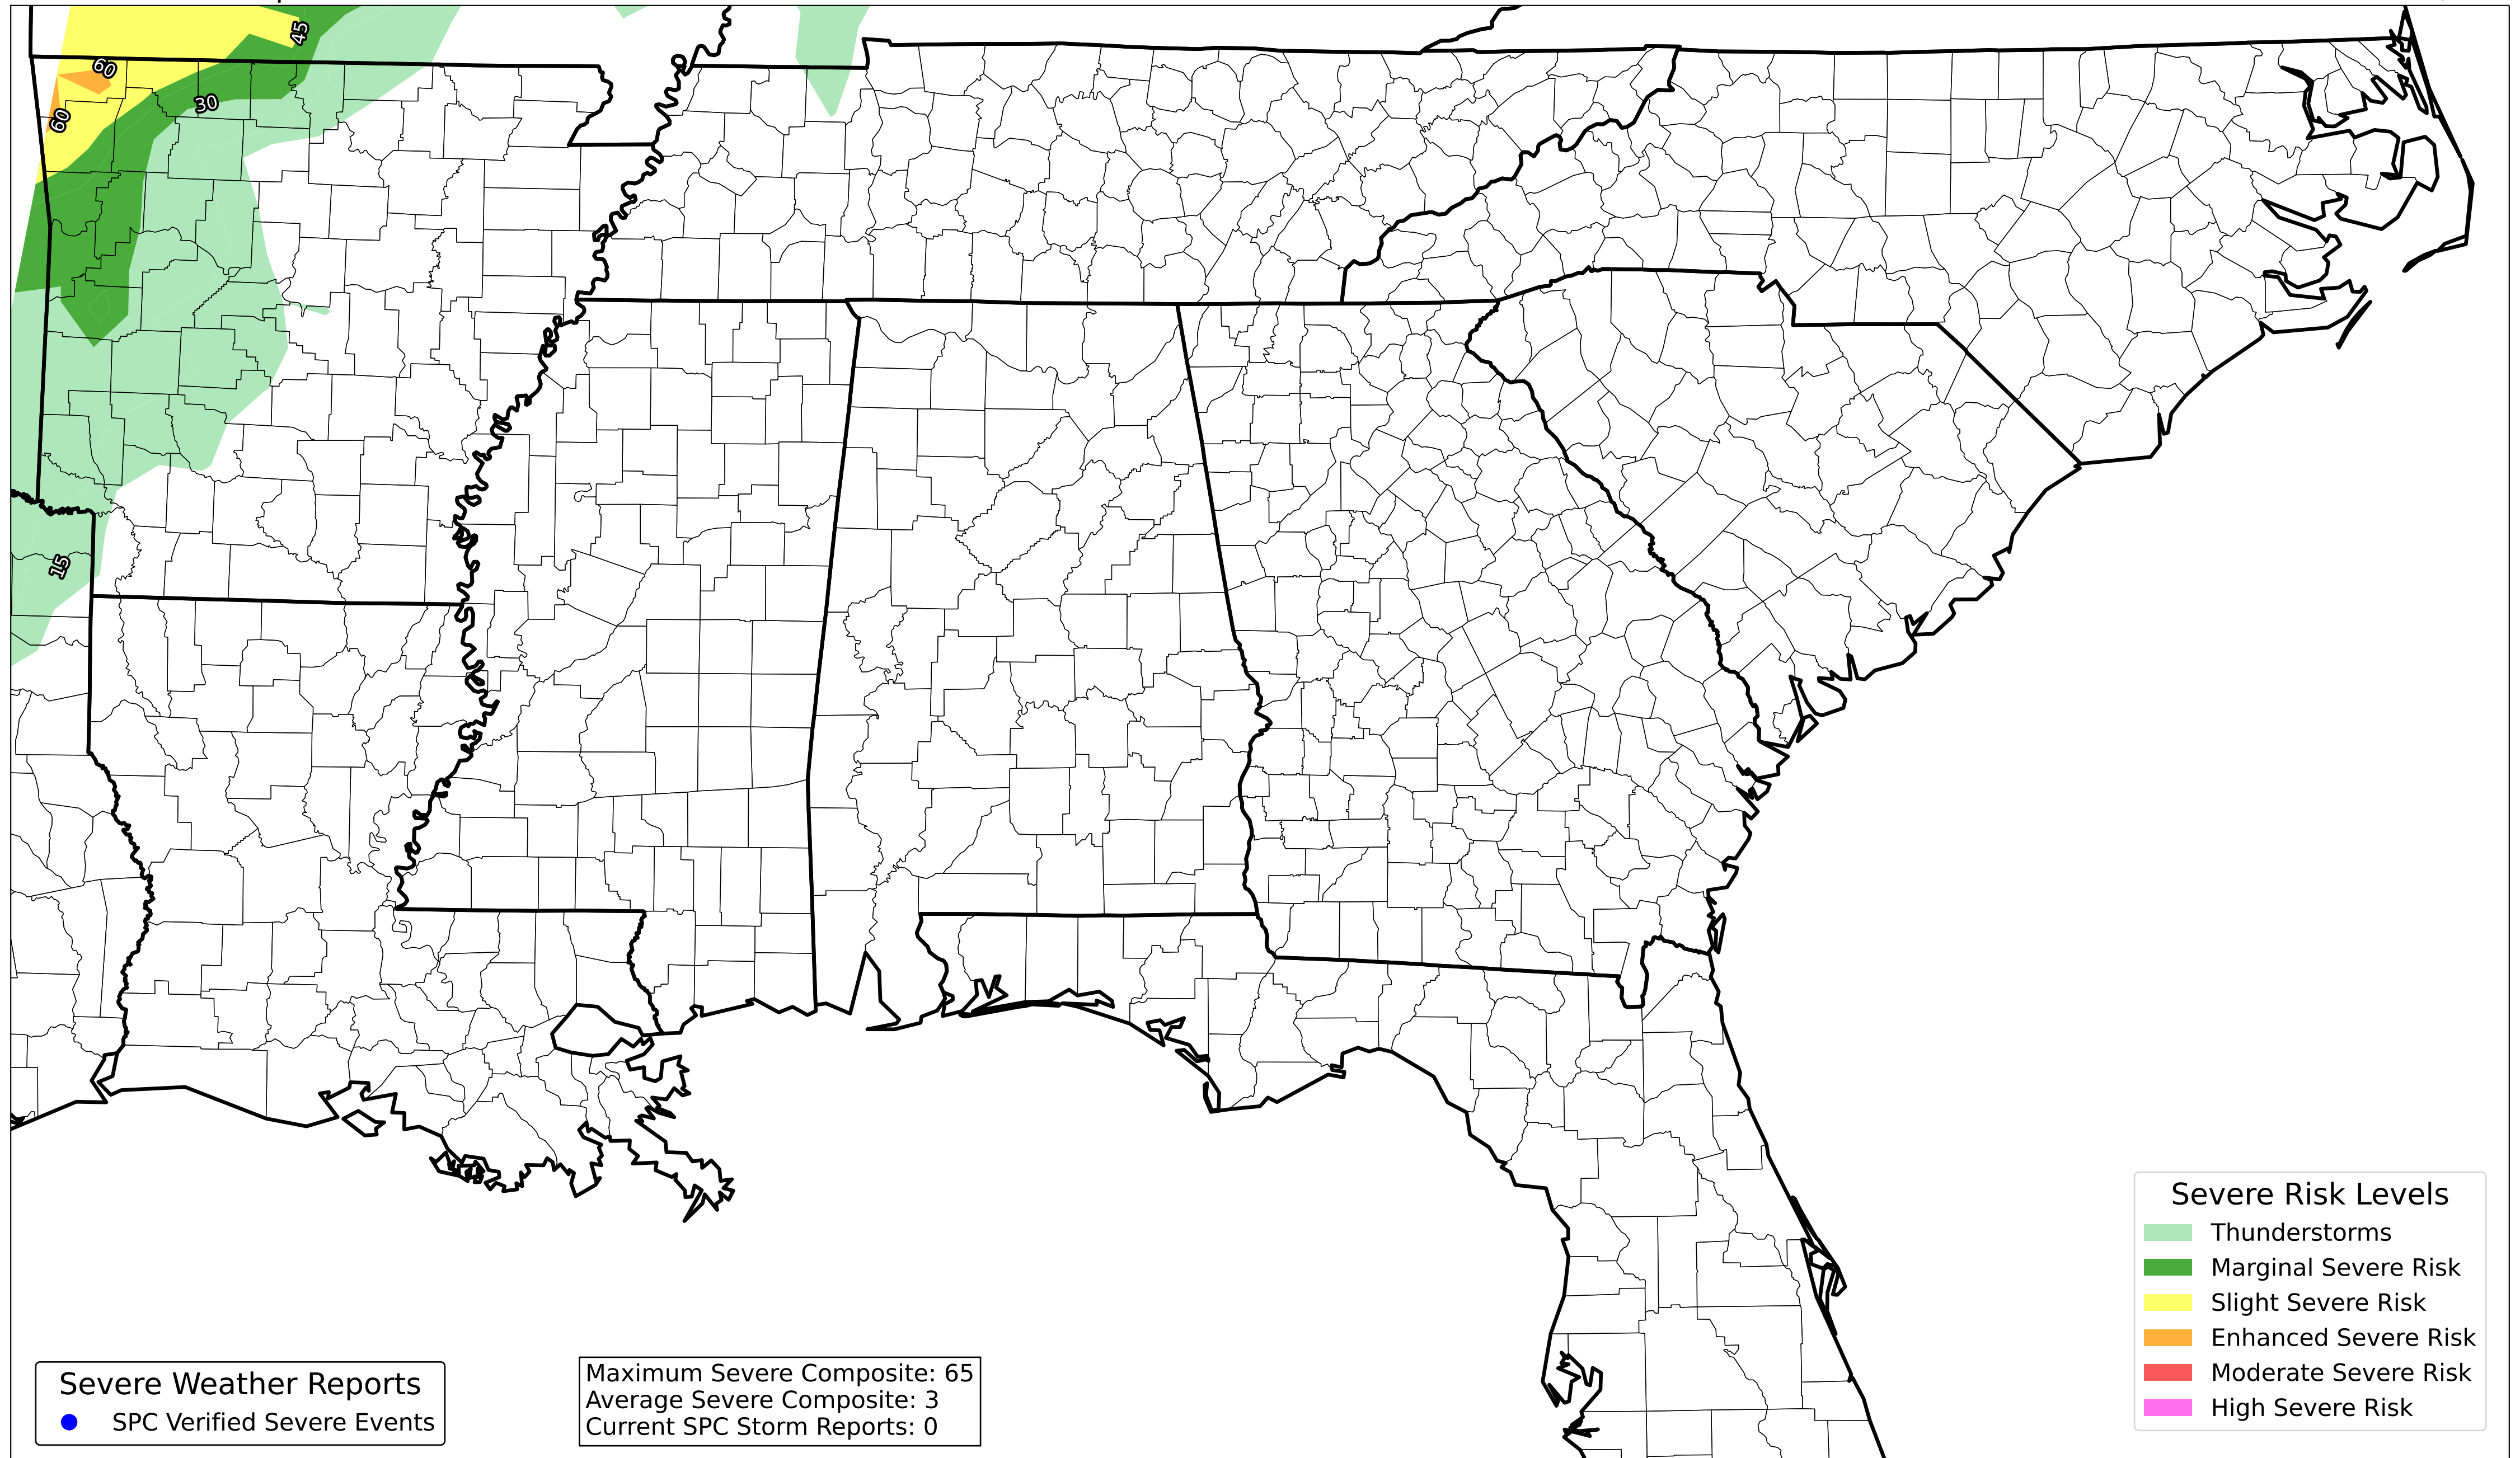 45
60
30
60
15
Severe Risk Levels
Thunderstorms
Marginal Severe Risk
Slight Severe Risk
Enhanced Severe Risk
Moderate Severe Risk
High Severe Risk
Severe Weather Reports
SPC Verified Severe Events
Maximum Severe Composite: 65
Average Severe Composite: 3
Current SPC Storm Reports: 0